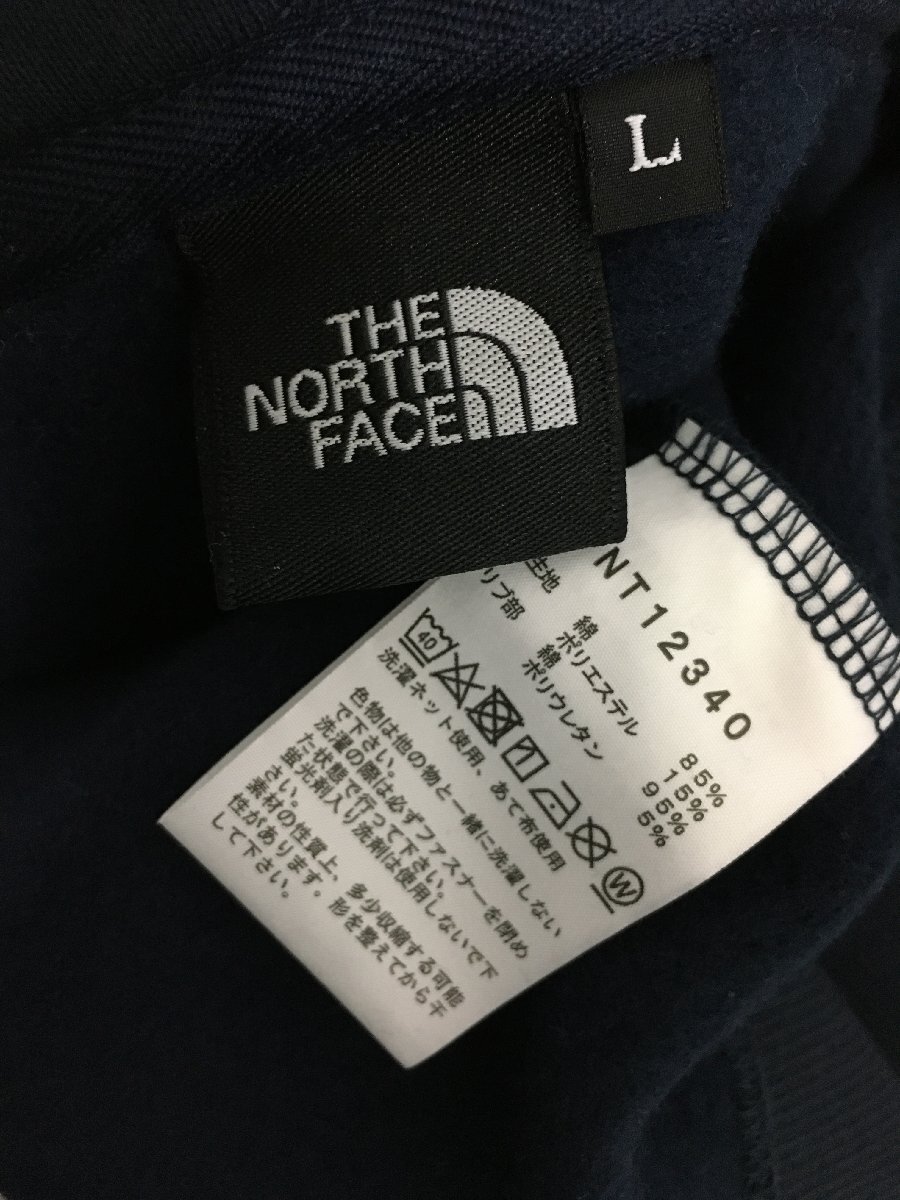 L
THE
NORTH
FACE
NT12340
生地 綿 85%
ポリエステル 15%
リブ部 綿 95%
ポリウレタン 5%
40
W
洗濯ネット使用、あて布使用
色物は他の物と一緒に洗濯しない
で下さい。
洗濯の際は必ずファスナーを閉め
た状態で行って下さい。
蛍光剤入り洗剤は使用しないで下
さい。
素材の性質上、多少収縮する可能
性があります。形を整えてから干
して下さい。